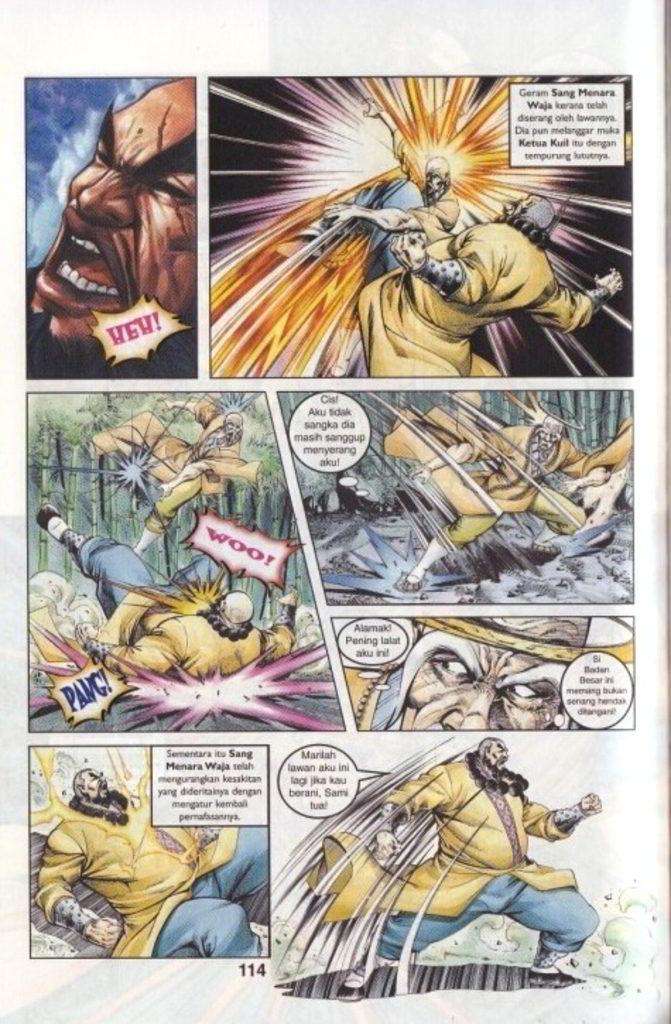 HEH!
Geram Sang Menara
Waja kerana telah
diserang oleh lawannya.
Dia pun melanggar muka
Ketua Kuil itu dengan
tempurung lututnya.
WOO!
PANG!
Cis!
Aku tidak
sangka dia
masih sanggup
menyerang
aku!
Alamak!
Pening lalat
aku ini!
Si
Badan
Besar ini
memang bukan
senang hendak
ditangani!
Sementara itu Sang
Menara Waja telah
mengurangkan kesakitan
yang dideritainya dengan
mengatur kembali
pernafasannya.
Marilah
lawan aku ini
lagi jika kau
berani, Sami
tua!
114